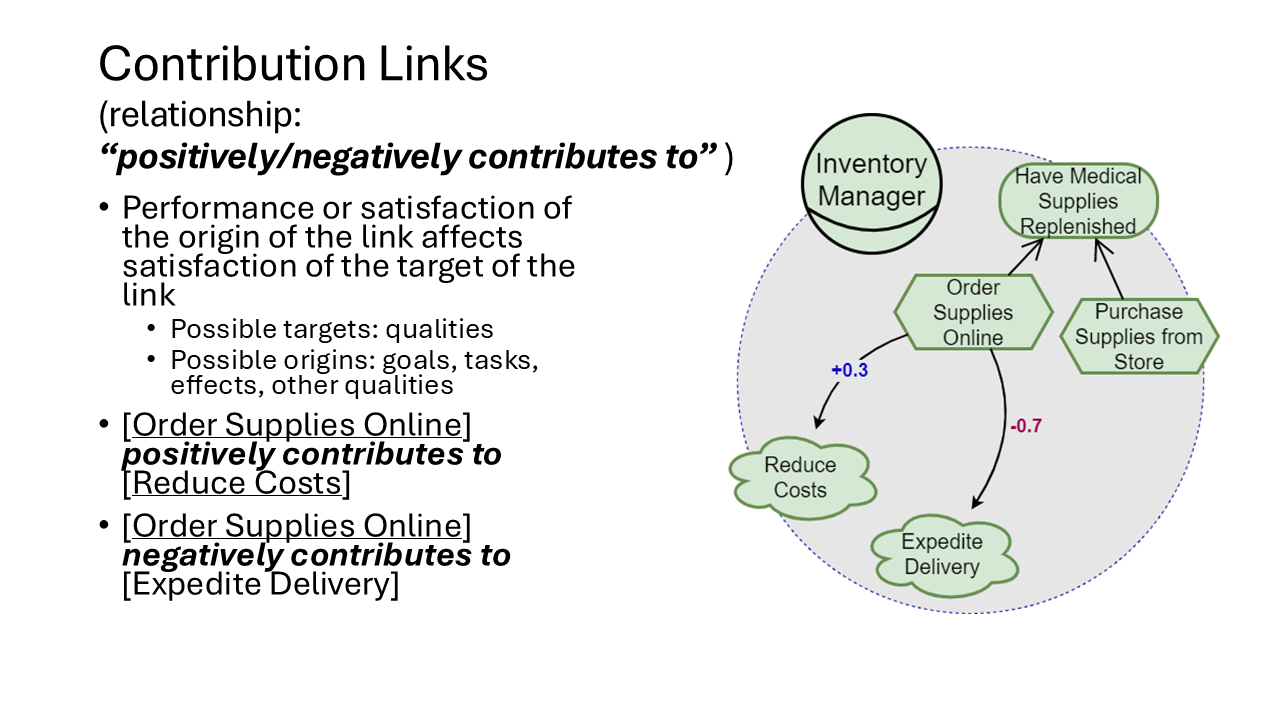 Contribution Links
(relationship:
“positively/negatively contributes to” )
• Performance or satisfaction of
the origin of the link affects
satisfaction of the target of the
link
• Possible targets: qualities
• Possible origins: goals, tasks,
effects, other qualities
• [Order Supplies Online]
positively contributes to
[Reduce Costs]
• [Order Supplies Online]
negatively contributes to
[Expedite Delivery]
Inventory
Manager
Have Medical
Supplies
Replenished
Order
Supplies
Online
Purchase
Supplies from
Store
+0.3
-0.7
Reduce
Costs
Expedite
Delivery